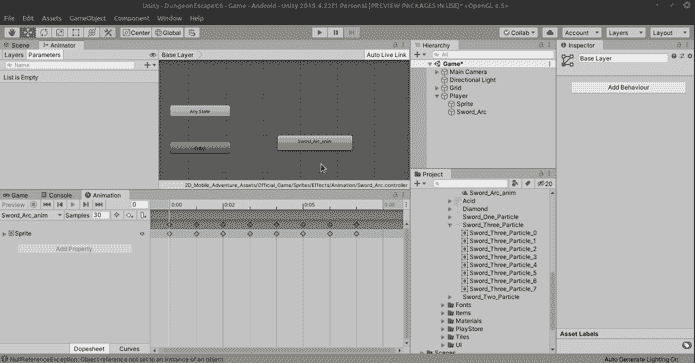 Unity - DungeonEscapeC6 - Game - Android - Unity 2019.4.22f1 Personal [PREVIEW PACKAGES IN USE]* <OpenGL 4.5>
File Edit Assets GameObject Component Window Help
Center Global Collab Account Layers Layout
Scene Animator
Layers Parameters Base Layer Auto Live Link
Name
List is Empty
Any State
Entry
Sword_Arc_anim
2D_Mobile_Adventure_Assets/Official_Game/Sprites/Effects/Animation/Sword_Arc.controller
Game Console Animation
Preview 0 0:00 0:05
Sword_Arc_anim Samples 30
Sprite
Add Property
Dopesheet Curves
Hierarchy
All
Game*
Main Camera
Directional Light
Grid
Player
Sprite
Sword_Arc
Project
20
Sword_Arc_anim
Acid
Diamond
Sword_One_Particle
Sword_Three_Particle
Sword_Three_Particle_0
Sword_Three_Particle_1
Sword_Three_Particle_2
Sword_Three_Particle_3
Sword_Three_Particle_4
Sword_Three_Particle_5
Sword_Three_Particle_6
Sword_Three_Particle_7
Sword_Two_Particle
Fonts
Items
Materials
PlayStore
Tiles
UI
Scenes
Inspector
Base Layer
Add Behaviour
Asset Labels
NullReferenceException: Object reference not set to an instance of an object
Auto Generate Lighting On